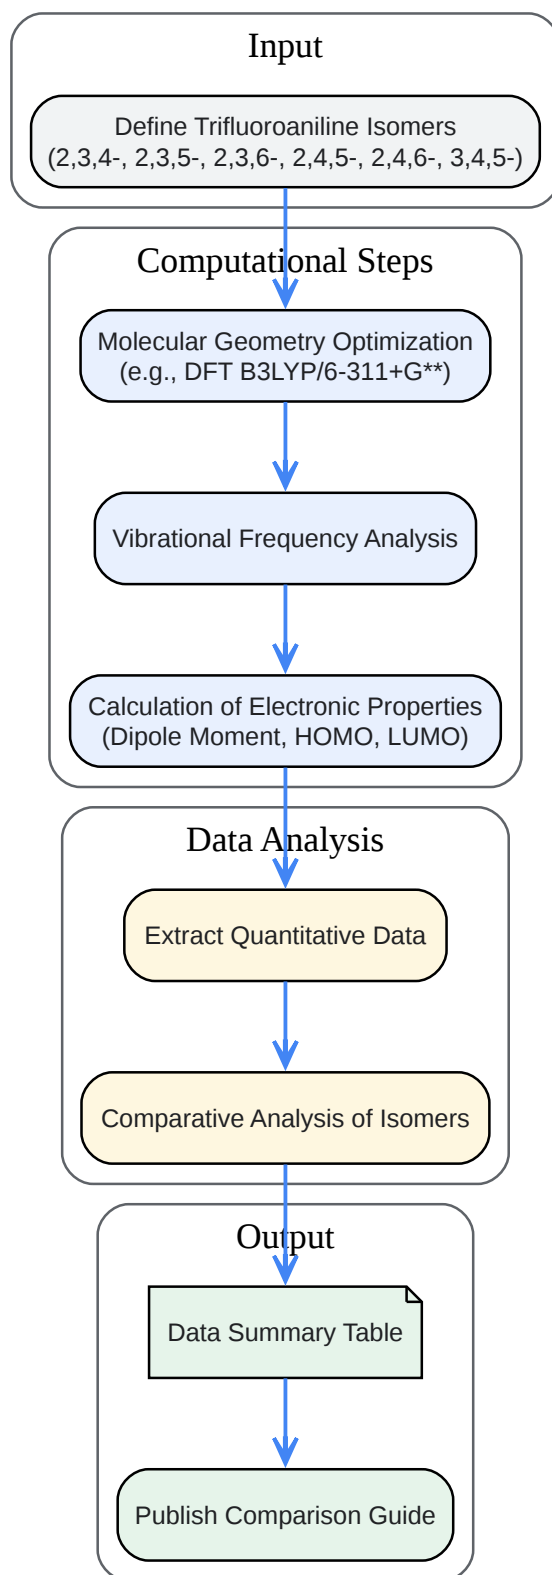 Input
Define Trifluoroaniline Isomers
(2,3,4-, 2,3,5-, 2,3,6-, 2,4,5-, 2,4,6-, 3,4,5-)
Computational Steps
Molecular Geometry Optimization
(e.g., DFT B3LYP/6-311+G**)
Vibrational Frequency Analysis
Calculation of Electronic Properties
(Dipole Moment, HOMO, LUMO)
Data Analysis
Extract Quantitative Data
Comparative Analysis of Isomers
Output
Data Summary Table
Publish Comparison Guide